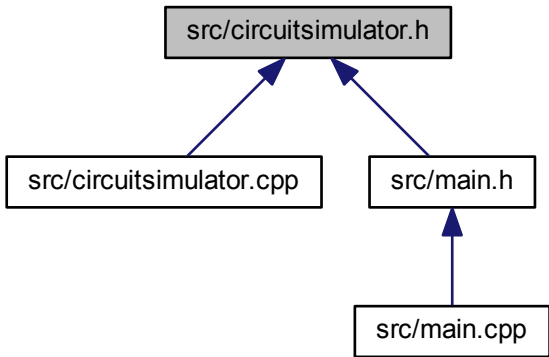 src/circuitsimulator.h
src/circuitsimulator.cpp
src/main.h
src/main.cpp